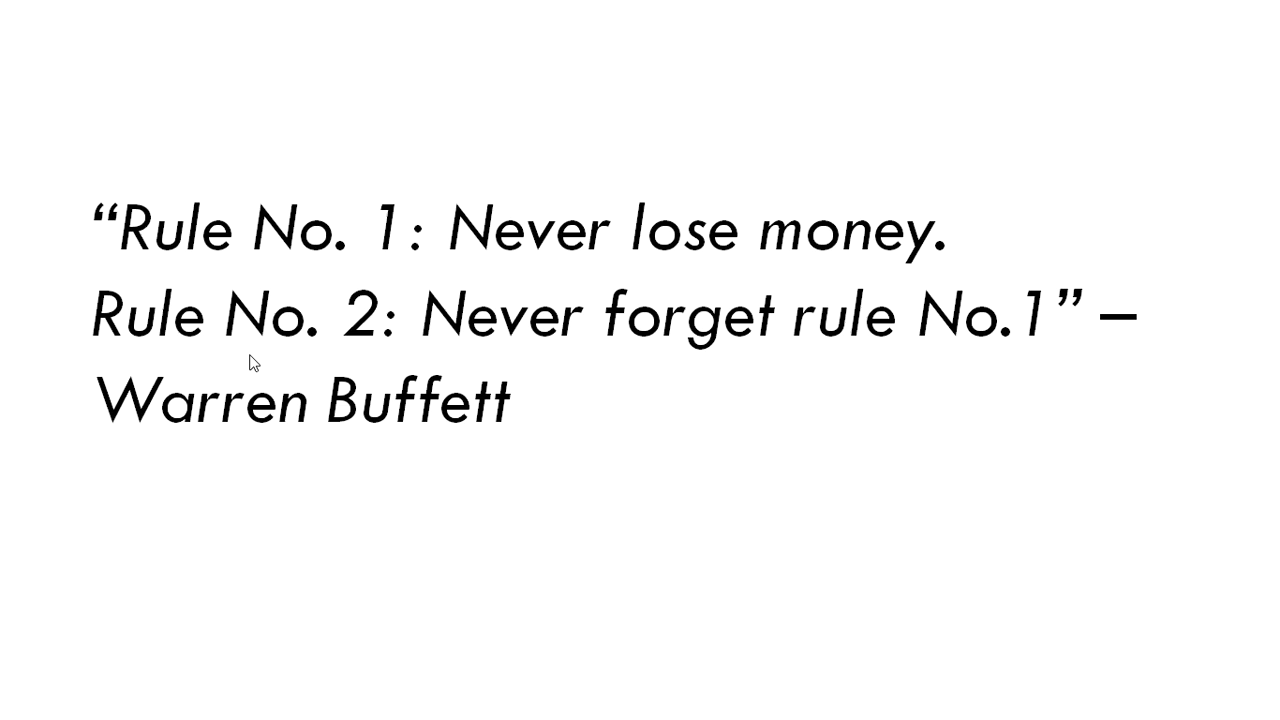 “Rule No. 1: Never lose money.
Rule No. 2: Never forget rule No.1” –
Warren Buffett